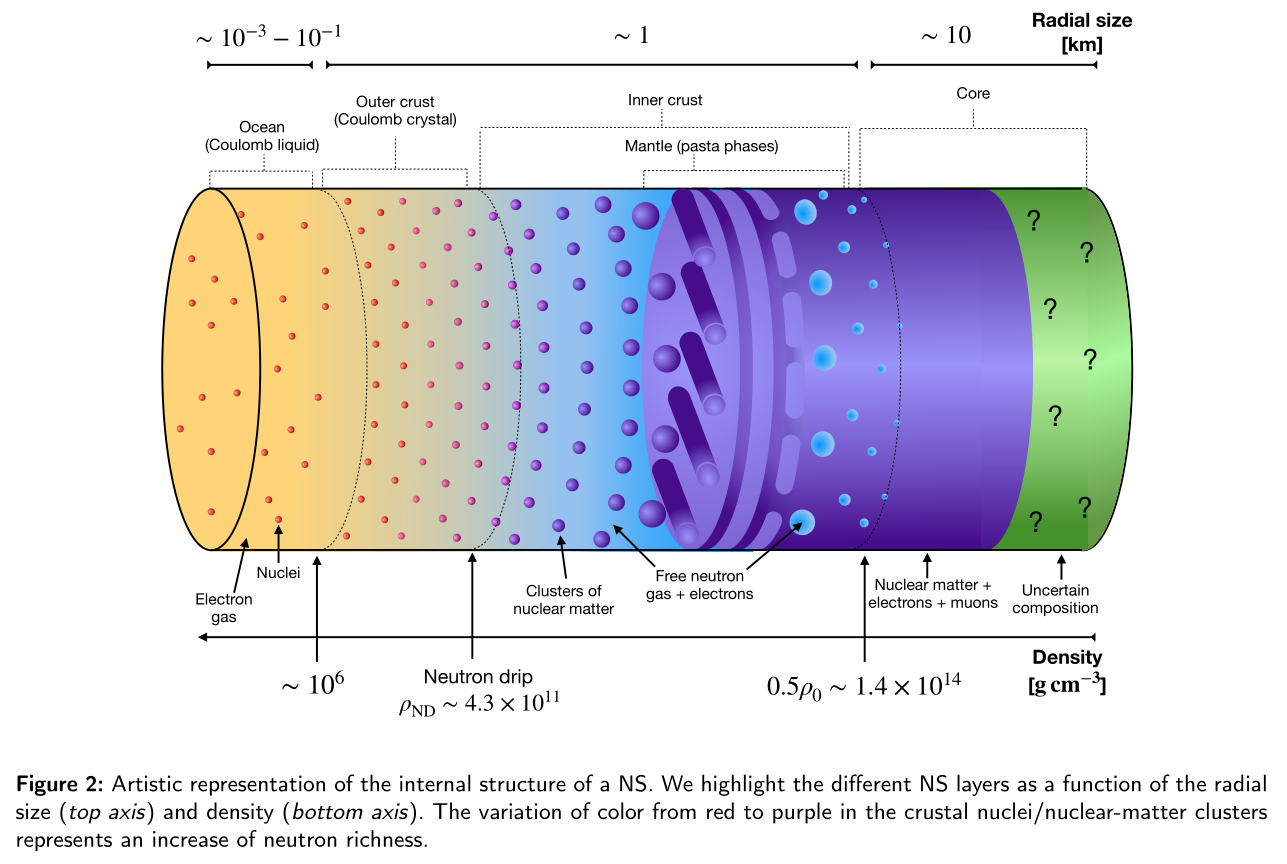 ∼ 10⁻³ − 10⁻¹
∼ 1
∼ 10
Radial size
[km]
Ocean
(Coulomb liquid)
Outer crust
(Coulomb crystal)
Inner crust
Mantle (pasta phases)
Core
?
?
?
?
?
?
?
Electron
gas
Nuclei
Clusters of
nuclear matter
Free neutron
gas + electrons
Nuclear matter +
electrons + muons
Uncertain
composition
∼ 10⁶
Neutron drip
ρ_ND ∼ 4.3 × 10¹¹
0.5ρ₀ ∼ 1.4 × 10¹⁴
Density
[g cm⁻³]
Figure 2: Artistic representation of the internal structure of a NS. We highlight the different NS layers as a function of the radial
size (top axis) and density (bottom axis). The variation of color from red to purple in the crustal nuclei/nuclear-matter clusters
represents an increase of neutron richness.